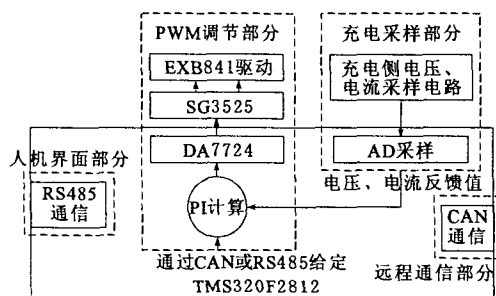 PWM调节部分
充电采样部分
EXB841驱动
充电侧电压、
电流采样电路
SG3525
人机界面部分
DA7724
AD采样
RS485
通信
电压、电流反馈值
PI计算
CAN
通信
通过CAN或RS485给定
远程通信部分
TMS320F2812